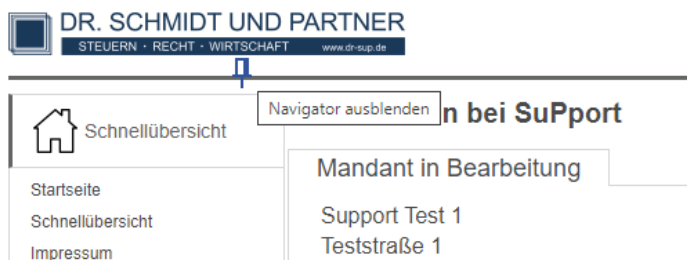 DR. SCHMIDT UND PARTNER
STEUERN · RECHT · WIRTSCHAFT www.dr-sup.de
Navigator ausblenden
n bei SuPport
Schnellübersicht
Mandant in Bearbeitung
Startseite
Schnellübersicht
Impressum
Support Test 1
Teststraße 1